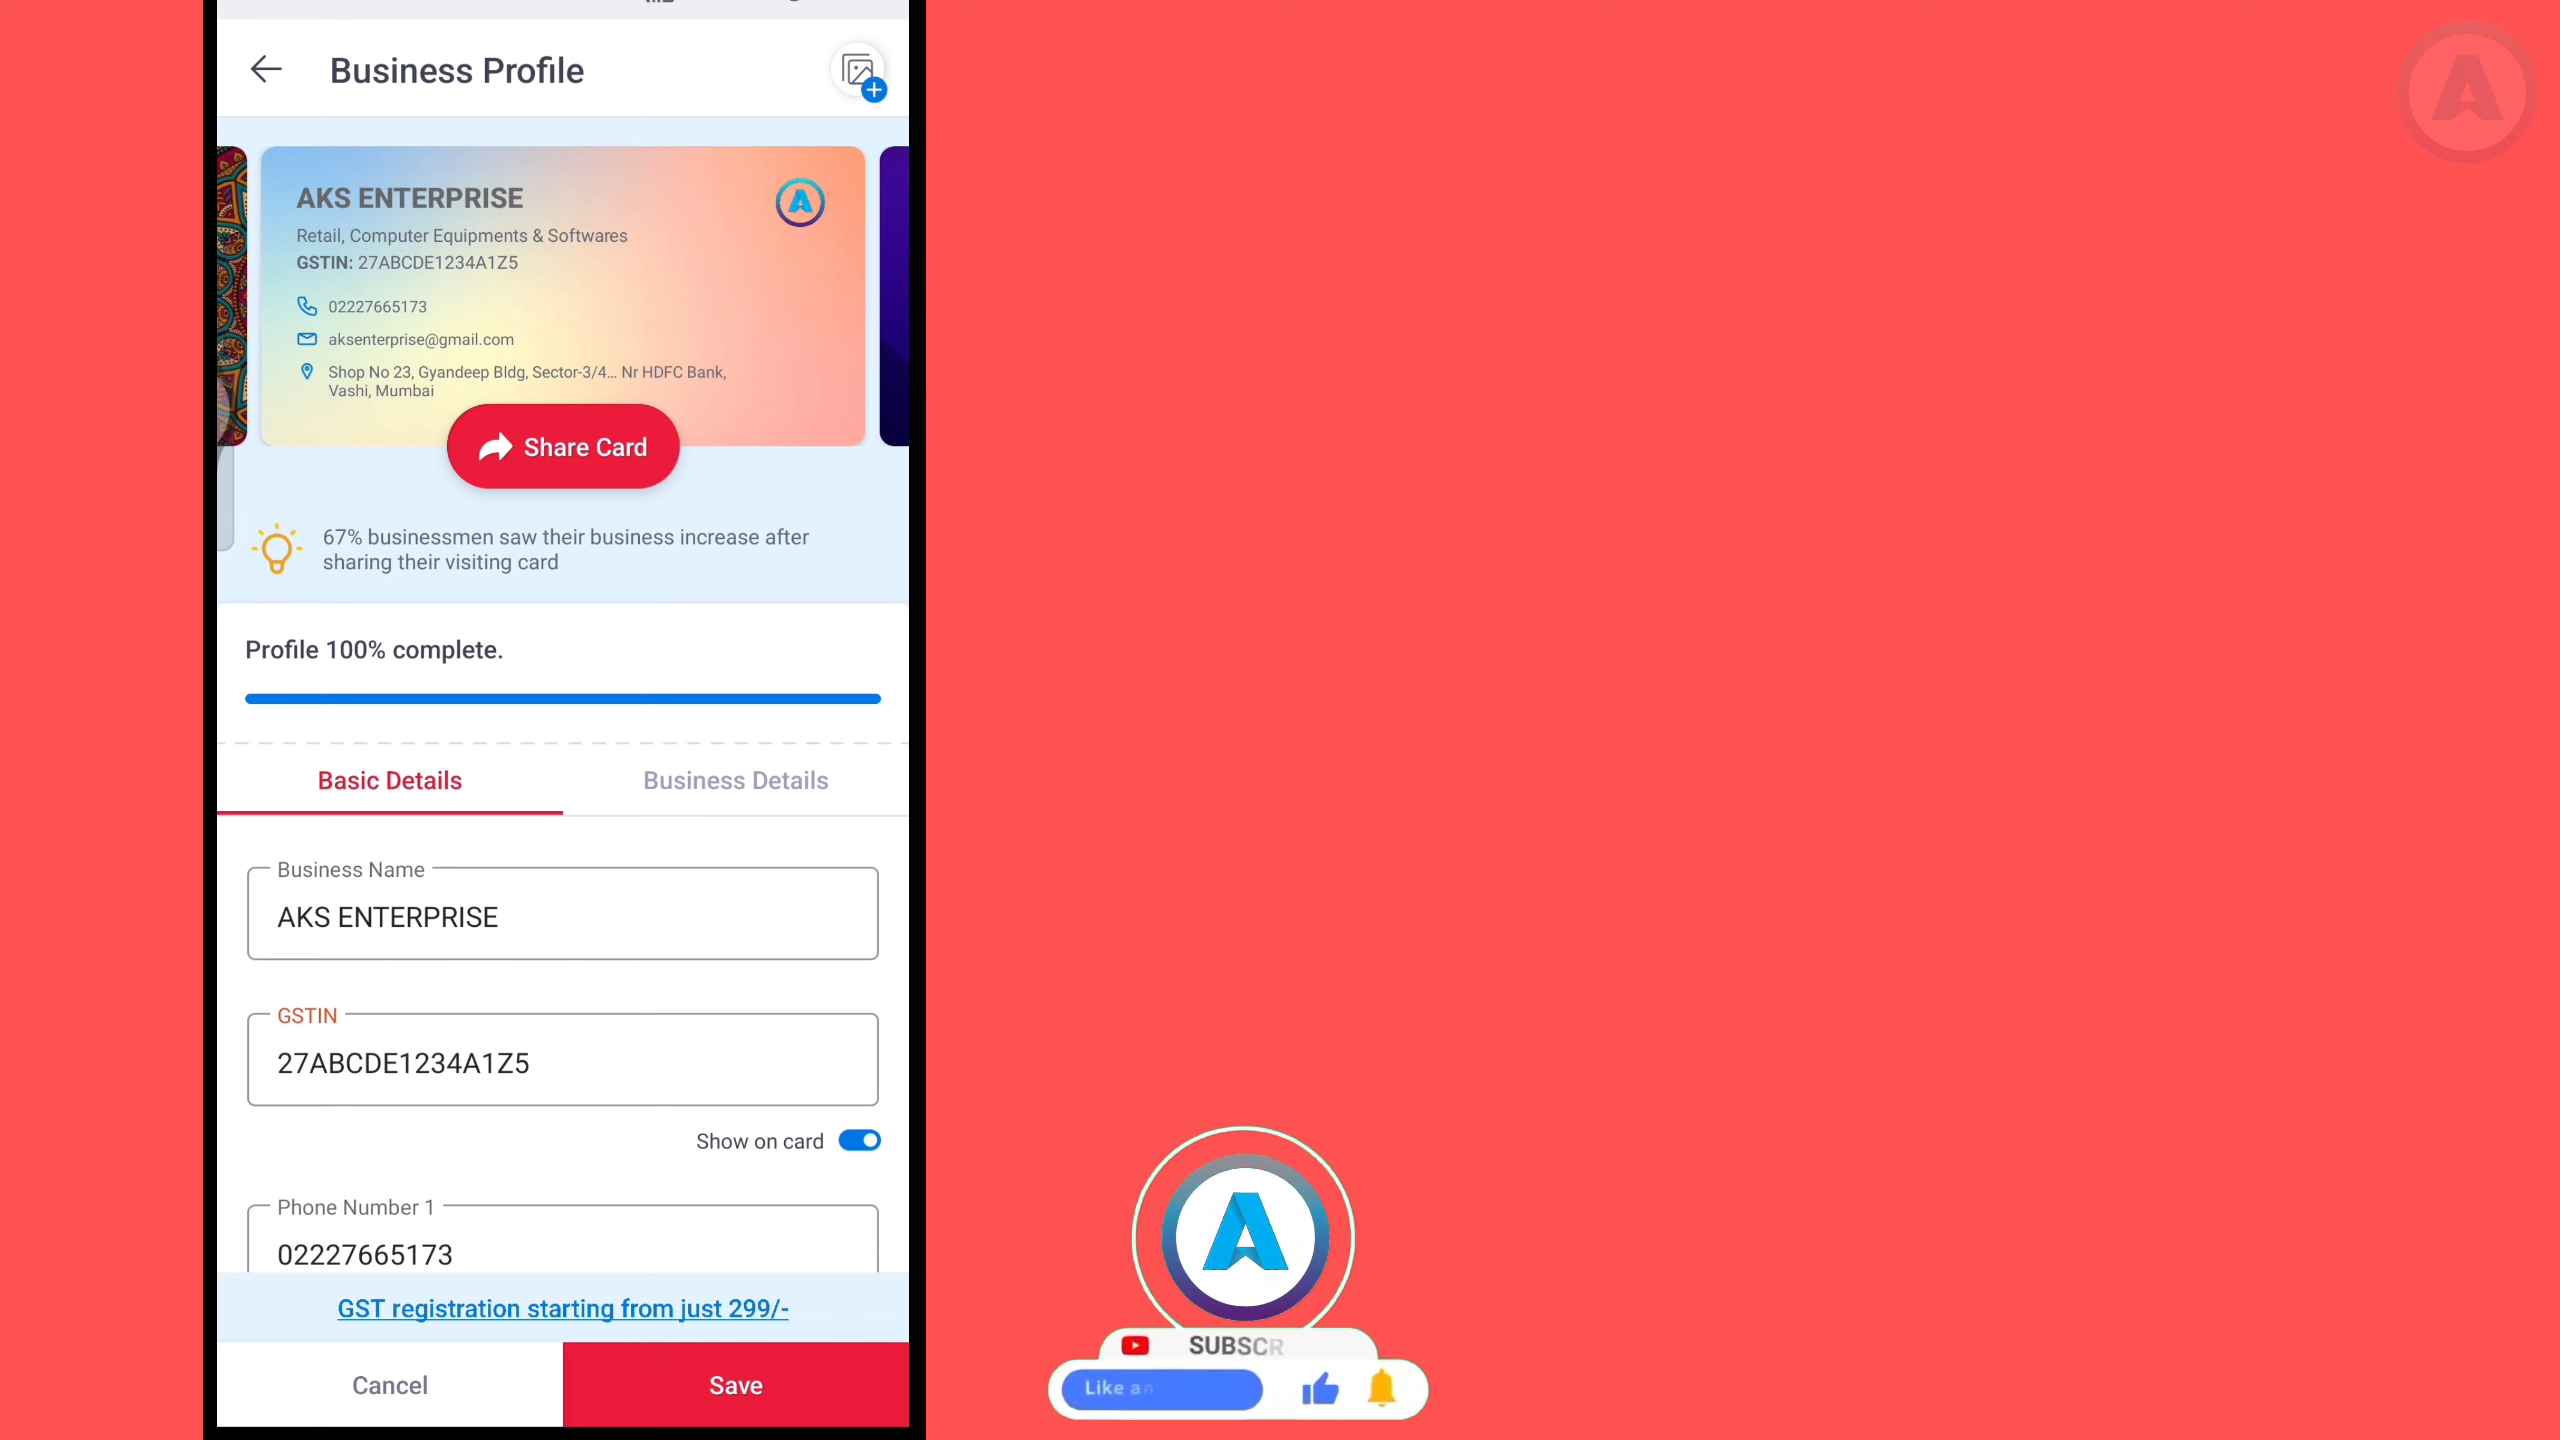 Business Profile
AKS ENTERPRISE
Retail, Computer Equipments & Softwares
GSTIN: 27ABCDE1234A1Z5
02227665173
aksenterprise@gmail.com
Shop No 23, Gyandeep Bldg, Sector-3/4... Nr HDFC Bank,
Vashi, Mumbai
Share Card
67% businessmen saw their business increase after
sharing their visiting card
Profile 100% complete.
Basic Details
Business Details
Business Name
AKS ENTERPRISE
GSTIN
27ABCDE1234A1Z5
Show on card
Phone Number 1
02227665173
GST registration starting from just 299/-
Cancel
Save
SUBSCR
Like an